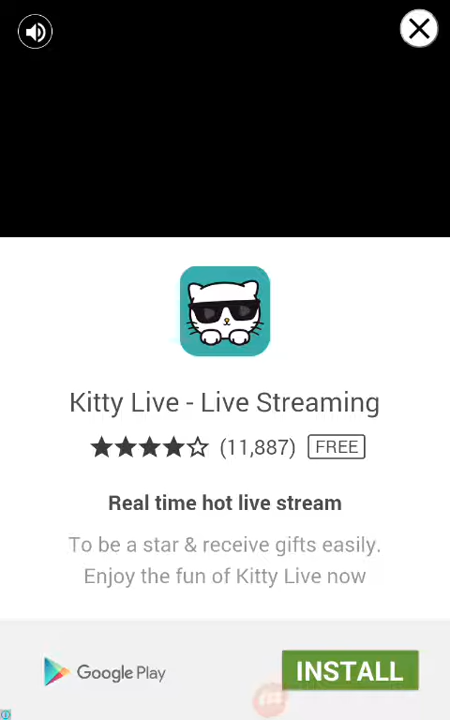 Kitty Live - Live Streaming
(11,887) FREE
Real time hot live stream
To be a star & receive gifts easily.
Enjoy the fun of Kitty Live now
Google Play INSTALL